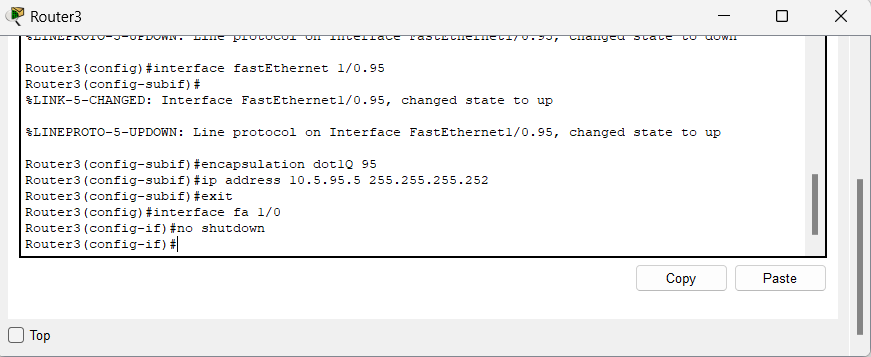 Router3
%LINEPROTO-5-UPDOWN: Line protocol on Interface FastEthernet1/0.95, changed state to down
Router3(config)#interface fastEthernet 1/0.95
Router3(config-subif)#
%LINK-5-CHANGED: Interface FastEthernet1/0.95, changed state to up
%LINEPROTO-5-UPDOWN: Line protocol on Interface FastEthernet1/0.95, changed state to up
Router3(config-subif)#encapsulation dot1Q 95
Router3(config-subif)#ip address 10.5.95.5 255.255.255.252
Router3(config-subif)#exit
Router3(config)#interface fa 1/0
Router3(config-if)#no shutdown
Router3(config-if)#
Copy Paste
Top